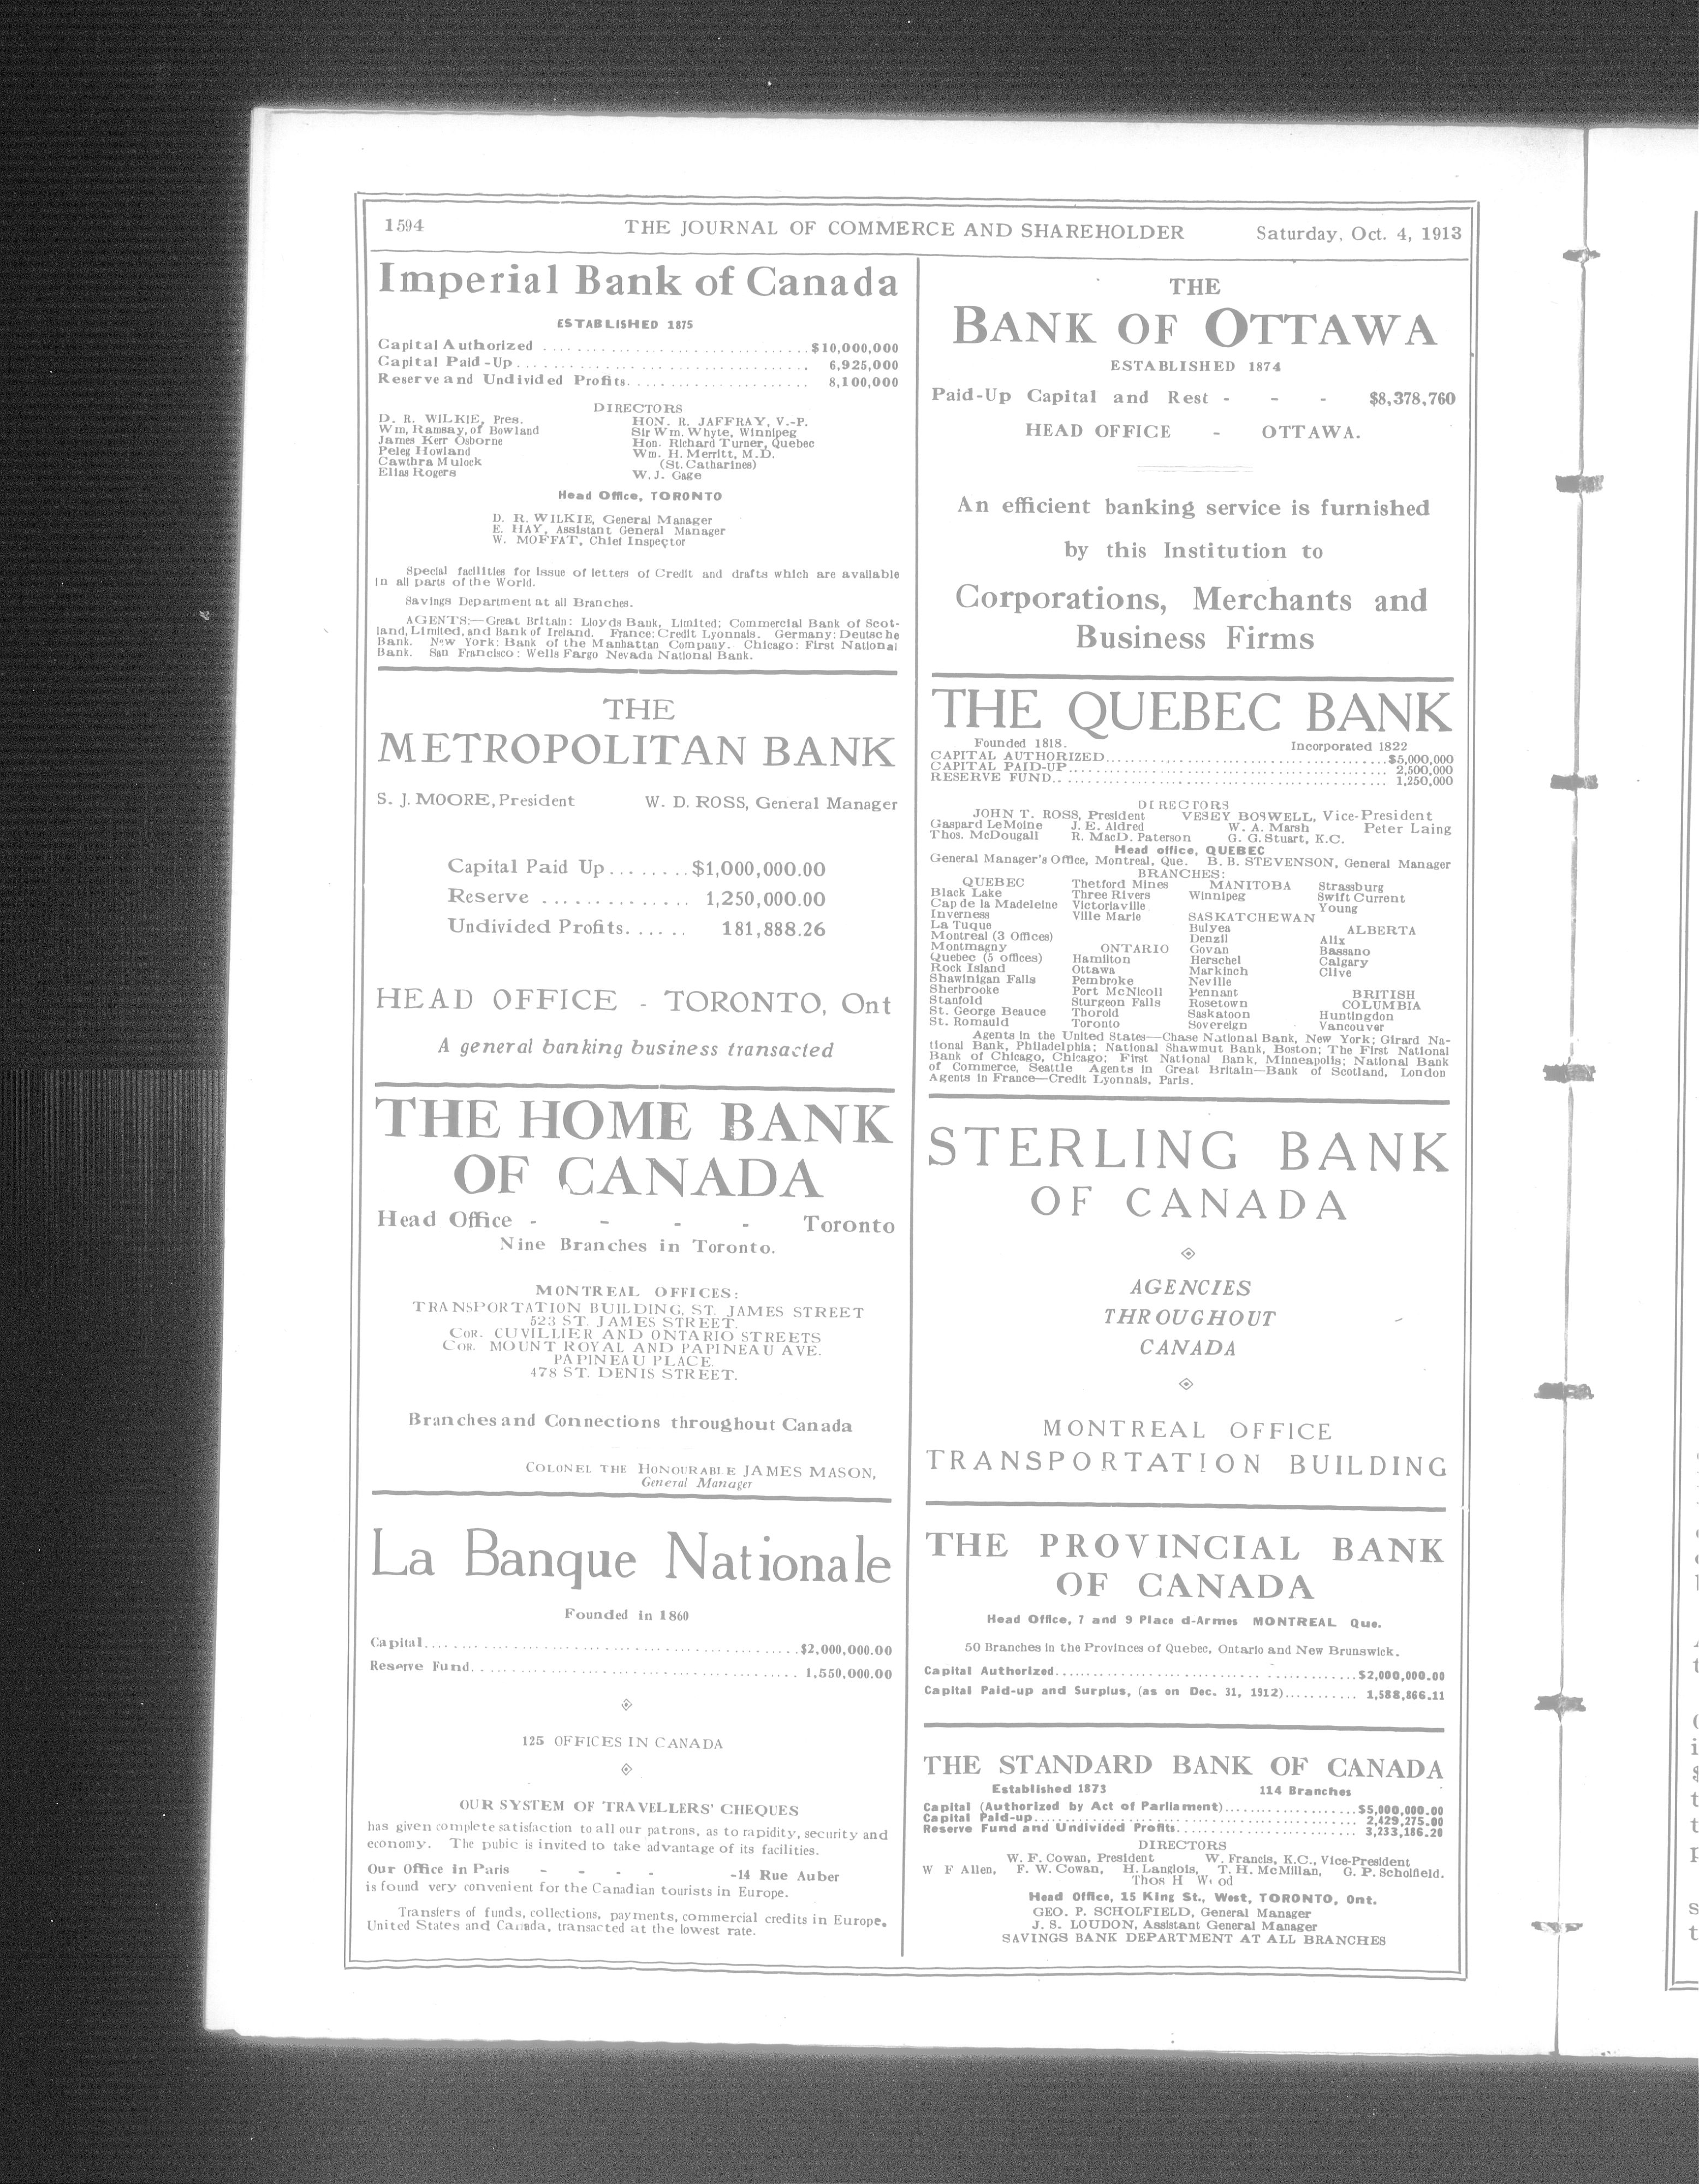 1594 THE JOURNAL OF COMMERCE AND SHAREHOLDER Saturday, Oct. 4, 1913
Imperial Bank of Canada
ESTABLISHED 1875
Capital Authorized .............................. $10,000,000
Capital Paid-Up .............................. 6,925,000
Reserve and Undivided Profits .................... 8,100,000
DIRECTORS
D. R. WILKIE, Pres. HON. R. JAFFRAY, V.-P.
Wm, Ramsay, of Bowland Sir Wm. Whyte, Winnipeg
James Kerr Osborne Hon. Richard Turner, Quebec
Peleg Howland Wm. H. Merritt, M.D.
Cawthra Mulock (St. Catharines)
Elias Rogers W. J. Gage
Head Office, TORONTO
D. R. WILKIE, General Manager
E. HAY, Assistant General Manager
W. MOFFAT, Chief Inspector
Special facilities for issue of letters of Credit and drafts which are available
in all parts of the World.
Savings Department at all Branches.
AGENTS:—Great Britain: Lloyds Bank, Limited; Commercial Bank of Scot-
land, Limited, and Bank of Ireland. France: Credit Lyonnais. Germany: Deutsche
Bank. New York: Bank of the Manhattan Company. Chicago: First National
Bank. San Francisco: Wells Fargo Nevada National Bank.
THE
METROPOLITAN BANK
S. J. MOORE, President W. D. ROSS, General Manager
Capital Paid Up ........ $1,000,000.00
Reserve .............. 1,250,000.00
Undivided Profits ...... 181,888.26
HEAD OFFICE - TORONTO, Ont
A general banking business transacted
THE HOME BANK
OF CANADA
Head Office - - - - Toronto
Nine Branches in Toronto.
MONTREAL OFFICES:
TRANSPORTATION BUILDING, ST. JAMES STREET
523 ST. JAMES STREET.
COR. CUVILLIER AND ONTARIO STREETS
COR. MOUNT ROYAL AND PAPINEAU AVE.
PAPINEAU PLACE.
478 ST. DENIS STREET.
Branches and Connections throughout Canada
COLONEL THE HONOURABLE JAMES MASON,
General Manager
La Banque Nationale
Founded in 1860
Capital .............................. $2,000,000.00
Reserve Fund .............................. 1,550,000.00
125 OFFICES IN CANADA
OUR SYSTEM OF TRAVELLERS' CHEQUES
has given complete satisfaction to all our patrons, as to rapidity, security and
economy. The pubic is invited to take advantage of its facilities.
Our Office in Paris - - - - -14 Rue Auber
is found very convenient for the Canadian tourists in Europe.
Transfers of funds, collections, payments, commercial credits in Europe,
United States and Canada, transacted at the lowest rate.
THE
BANK OF OTTAWA
ESTABLISHED 1874
Paid-Up Capital and Rest - - - $8,378,760
HEAD OFFICE - OTTAWA.
An efficient banking service is furnished
by this Institution to
Corporations, Merchants and
Business Firms
THE QUEBEC BANK
Founded 1818. Incorporated 1822
CAPITAL AUTHORIZED .............................. $5,000,000
CAPITAL PAID-UP .............................. 2,500,000
RESERVE FUND .............................. 1,250,000
DIRECTORS
JOHN T. ROSS, President VESEY BOSWELL, Vice-President
Gaspard LeMoine J. E. Aldred W. A. Marsh Peter Laing
Thos. McDougall R. MacD. Paterson G. G. Stuart, K.C.
Head office, QUEBEC
General Manager's Office, Montreal, Que. B. B. STEVENSON, General Manager
BRANCHES:
QUEBEC
Black Lake
Cap de la Madeleine
Inverness
La Tuque
Montreal (3 Offices)
Montmagny
Quebec (5 offices)
Rock Island
Shawinigan Falls
Sherbrooke
Stanfold
St. George Beauce
St. Romauld
Thetford Mines
Three Rivers
Victoriaville
Ville Marie
ONTARIO
Hamilton
Ottawa
Pembroke
Port McNicoll
Sturgeon Falls
Thorold
Toronto
MANITOBA
Winnipeg
SASKATCHEWAN
Bulyea
Denzil
Govan
Herschel
Markinch
Neville
Pennant
Rosetown
Saskatoon
Sovereign
Strassburg
Swift Current
Young
ALBERTA
Alix
Bassano
Calgary
Clive
BRITISH
COLUMBIA
Huntingdon
Vancouver
Agents in the United States—Chase National Bank, New York; Girard Na-
tional Bank, Philadelphia; National Shawmut Bank, Boston; The First National
Bank of Chicago, Chicago; First National Bank, Minneapolis; National Bank
of Commerce, Seattle Agents in Great Britain—Bank of Scotland, London
Agents in France—Credit Lyonnais, Paris.
STERLING BANK
OF CANADA
AGENCIES
THROUGHOUT
CANADA
MONTREAL OFFICE
TRANSPORTATION BUILDING
THE PROVINCIAL BANK
OF CANADA
Head Office, 7 and 9 Place d-Armes MONTREAL Que.
50 Branches in the Provinces of Quebec, Ontario and New Brunswick.
Capital Authorized .............................. $2,000,000.00
Capital Paid-up and Surplus, (as on Dec. 31, 1912) ........... 1,588,866.11
THE STANDARD BANK OF CANADA
Established 1873 114 Branches
Capital (Authorized by Act of Parliament) .................. $5,000,000.00
Capital Paid-up .............................. 2,429,275.00
Reserve Fund and Undivided Profits .............................. 3,233,186.20
DIRECTORS
W. F. Cowan, President W. Francis, K.C., Vice-President
W F Allen, F. W. Cowan, H. Langlois, T. H. McMillan, G. P. Scholfield.
Thos H
Head Office, 15 King St., West, TORONTO, Ont.
GEO. P. SCHOLFIELD, General Manager
J. S. LOUDON, Assistant General Manager
SAVINGS BANK DEPARTMENT AT ALL BRANCHES